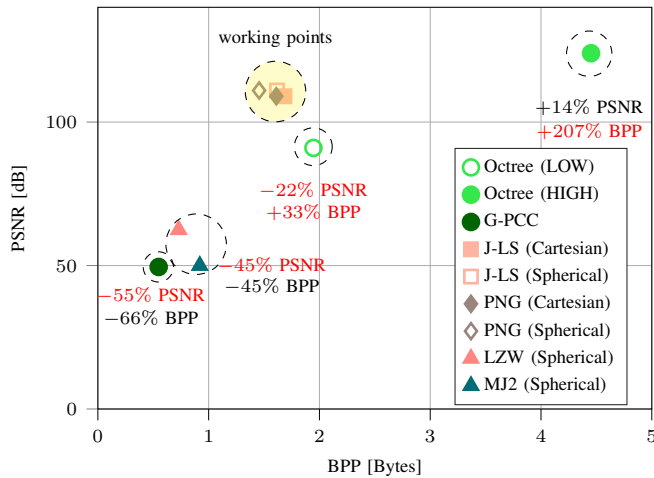 working points
+14% PSNR
+207% BPP
−22% PSNR
+33% BPP
−45% PSNR
−45% BPP
−55% PSNR
−66% BPP
Octree (LOW)
Octree (HIGH)
G-PCC
J-LS (Cartesian)
J-LS (Spherical)
PNG (Cartesian)
PNG (Spherical)
LZW (Spherical)
MJ2 (Spherical)
PSNR [dB]
100
50
0
0 1 2 3 4 5
BPP [Bytes]